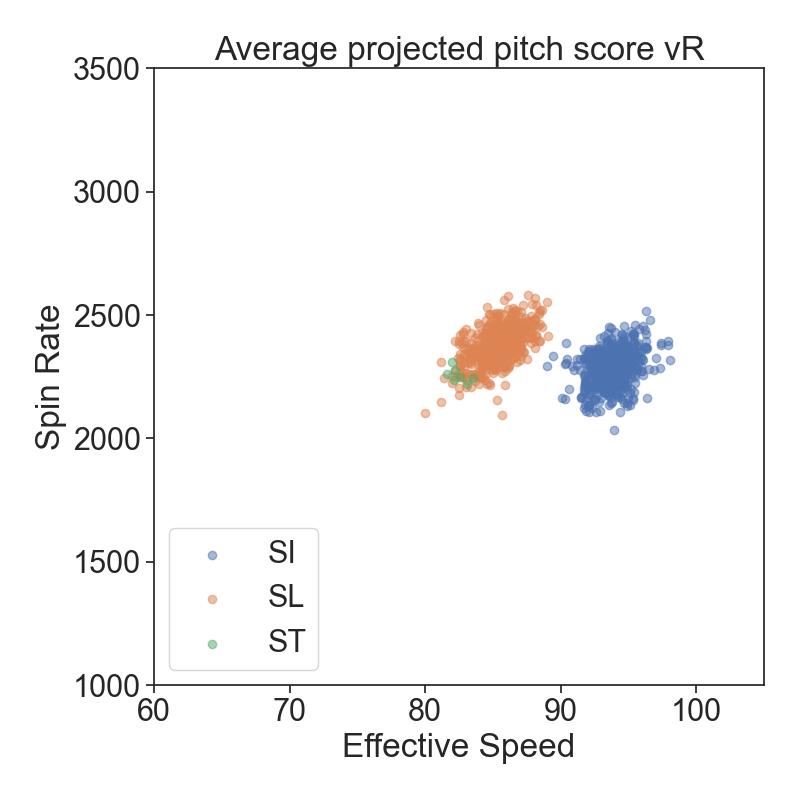 Average projected pitch score vR
3500
3000
2500
2000
1500
1000
Spin Rate
SI
SL
ST
60 70 80 90 100
Effective Speed